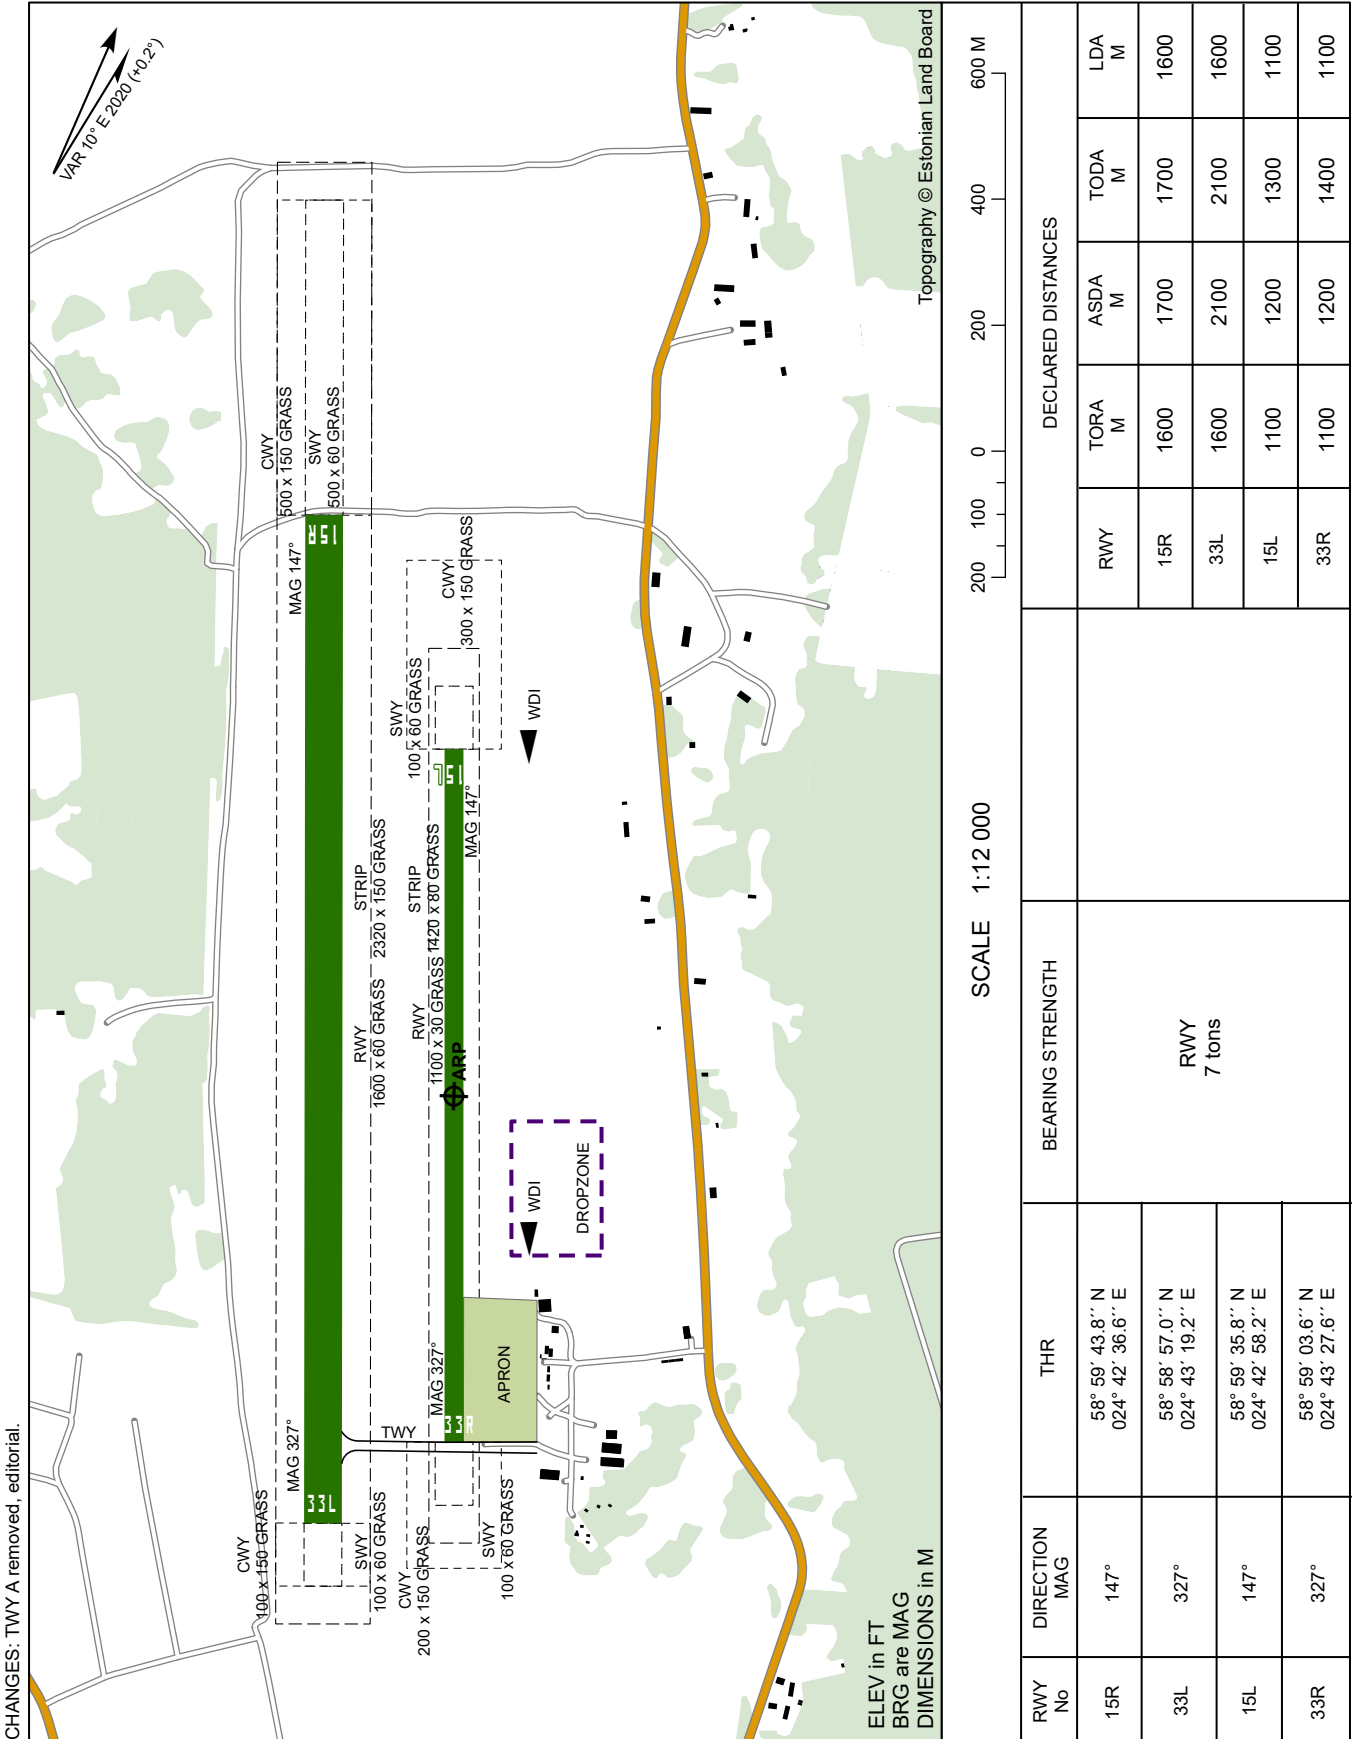 CHANGES: TWY A removed, editorial.
VAR 10° E 2020 (+0.2°)
CWY
500 x 150 GRASS
SWY
500 x 60 GRASS
15R
MAG 147°
CWY
300 x 150 GRASS
SWY
100 x 60 GRASS
15L
MAG 147°
WDI
STRIP
2320 x 150 GRASS
STRIP
1420 x 80 GRASS
RWY
1600 x 60 GRASS
RWY
1100 x 30 GRASS
ARP
WDI
DROPZONE
MAG 327°
33L
MAG 327°
33R
TWY
APRON
CWY
100 x 150 GRASS
SWY
100 x 60 GRASS
CWY
200 x 150 GRASS
SWY
100 x 60 GRASS
ELEV in FT
BRG are MAG
DIMENSIONS in M
Topography © Estonian Land Board
SCALE 1:12 000
200 100 0 200 400 600 M
RWY No
DIRECTION MAG
THR
BEARING STRENGTH
15R 147° 58° 59´ 43.8´´ N
024° 42´ 36.6´´ E
33L 327° 58° 58´ 57.0´´ N
024° 43´ 19.2´´ E
15L 147° 58° 59´ 35.8´´ N
024° 42´ 58.2´´ E
33R 327° 58° 59´ 03.6´´ N
024° 43´ 27.6´´ E
RWY
7 tons
DECLARED DISTANCES
RWY TORA M ASDA M TODA M LDA M
15R 1600 1700 1700 1600
33L 1600 2100 2100 1600
15L 1100 1200 1300 1100
33R 1100 1200 1400 1100